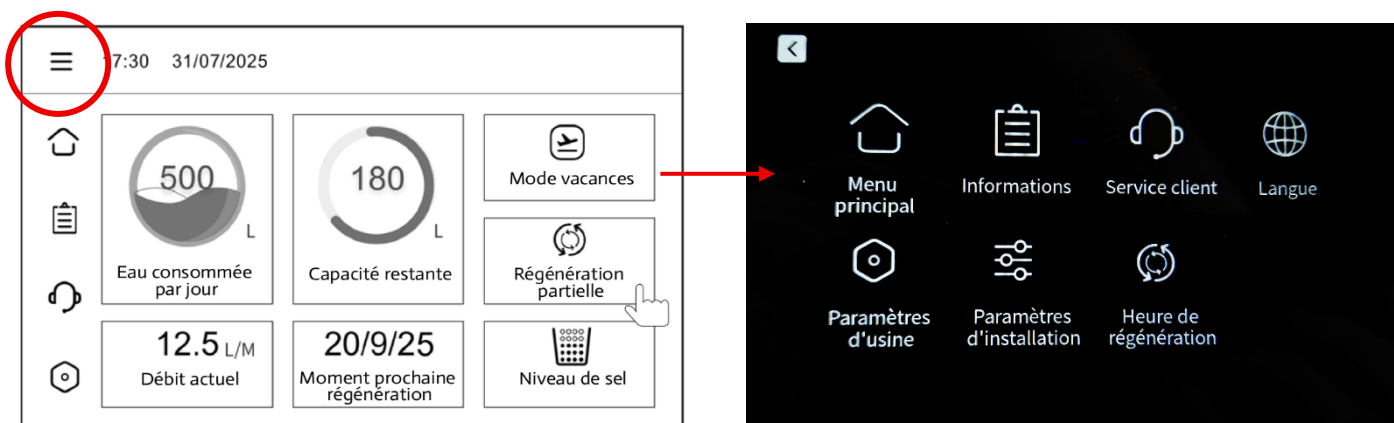 17:30 31/07/2025
500
L
Eau consommée
par jour
180
L
Capacité restante
Mode vacances
Régénération
partielle
12.5 L/M
Débit actuel
20/9/25
Moment prochaine
régénération
Niveau de sel
Menu
principal
Informations
Service client
Langue
Paramètres
d'usine
Paramètres
d'installation
Heure de
régénération